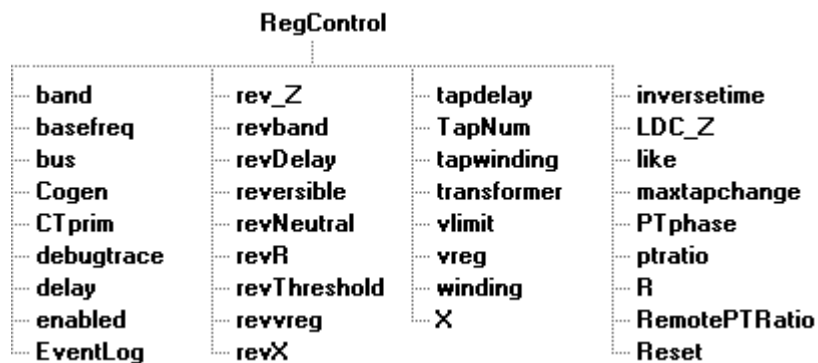 RegControl
band
basefreq
bus
Cogen
CTprim
debugtrace
delay
enabled
EventLog
rev_Z
revband
revDelay
reversible
revNeutral
revR
revThreshold
revvreg
revX
tapdelay
TapNum
tapwinding
transformer
vlimit
vreg
winding
X
inversetime
LDC_Z
like
maxtapchange
PTphase
ptratio
R
RemotePTRatio
Reset